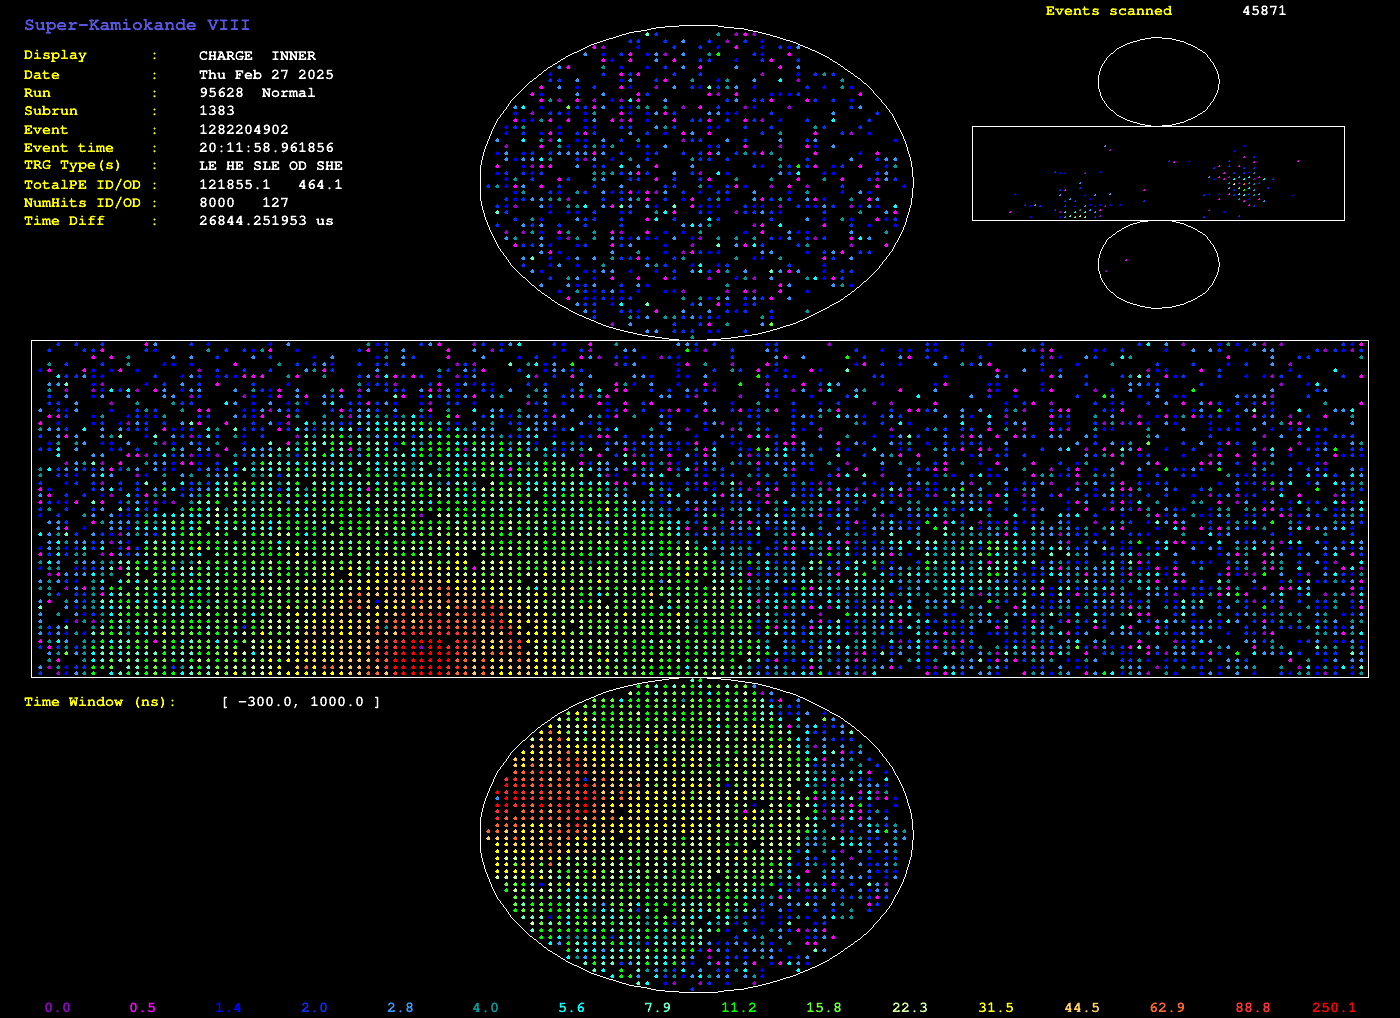 Super-Kamiokande VIII
Display : CHARGE INNER
Date : Thu Feb 27 2025
Run : 95628 Normal
Subrun : 1383
Event : 1282204902
Event time : 20:11:58.961856
TRG Type(s) : LE HE SLE OD SHE
TotalPE ID/OD : 121855.1 464.1
NumHits ID/OD : 8000 127
Time Diff : 26844.251953 us
Events scanned 45871
Time Window (ns): [ -300.0, 1000.0 ]
0.0 0.5 1.4 2.0 2.8 4.0 5.6 7.9 11.2 15.8 22.3 31.5 44.5 62.9 88.8 250.1